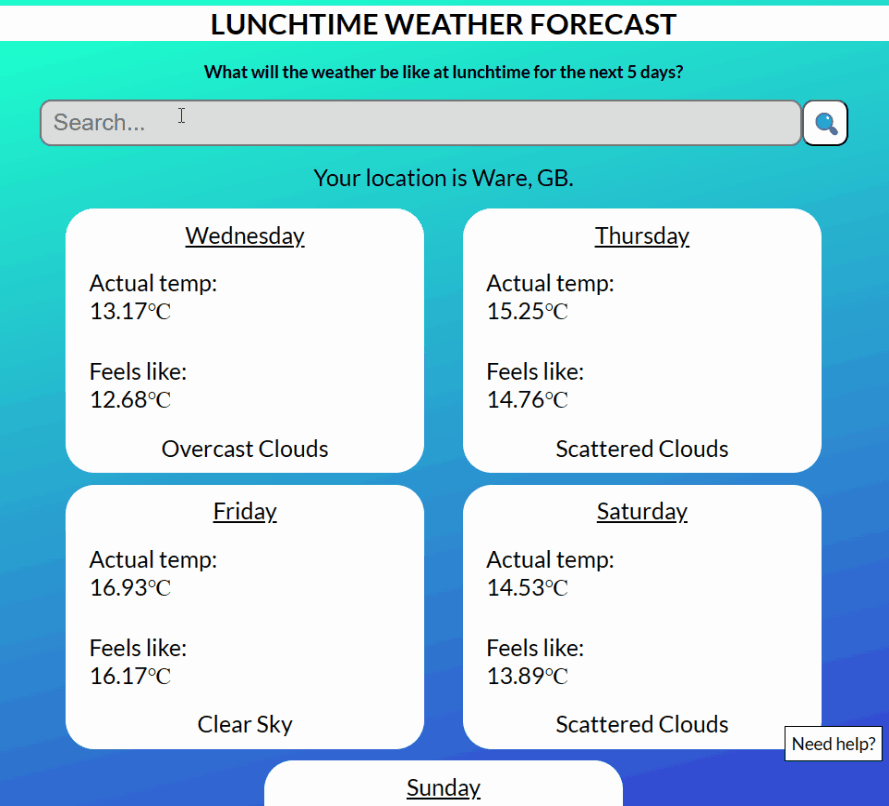 LUNCHTIME WEATHER FORECAST
What will the weather be like at lunchtime for the next 5 days?
Search...
Your location is Ware, GB.
Wednesday
Actual temp:
13.17°C
Feels like:
12.68°C
Overcast Clouds
Thursday
Actual temp:
15.25°C
Feels like:
14.76°C
Scattered Clouds
Friday
Actual temp:
16.93°C
Feels like:
16.17°C
Clear Sky
Saturday
Actual temp:
14.53°C
Feels like:
13.89°C
Scattered Clouds
Need help?
Sunday